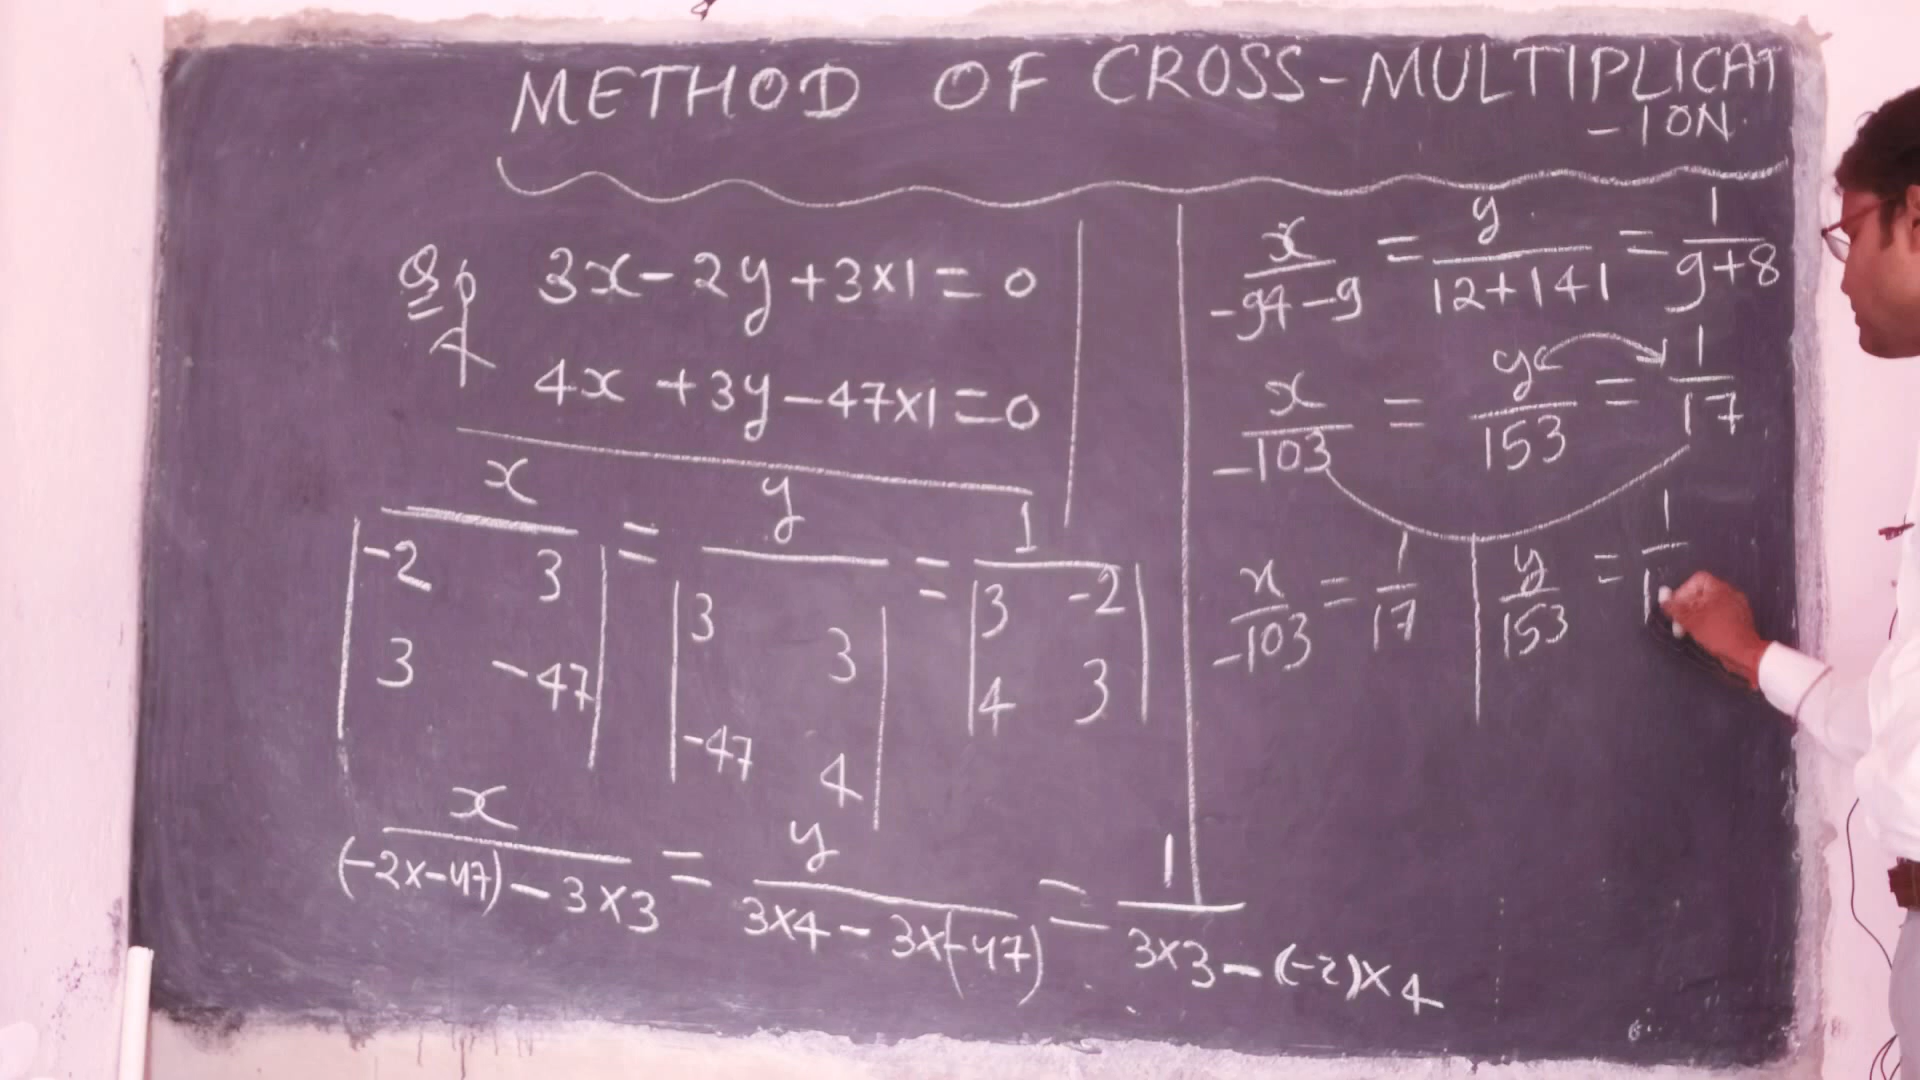 METHOD OF CROSS-MULTIPLICAT
-ION.
3x-2y+3×1=0
4x+3y-47×1=0
x/|-2 3; 3 -47| = y/|3 3; -47 4| = 1/|3 -2; 4 3|
x/(-2×-47)-3×3 = y/3×4-3×(-47) = 1/3×3-(-2)×4
x/-94-9 = y/12+141 = 1/9+8
x/-103 = y/153 = 1/17
x/-103 = 1/17 | y/153 = 1/1